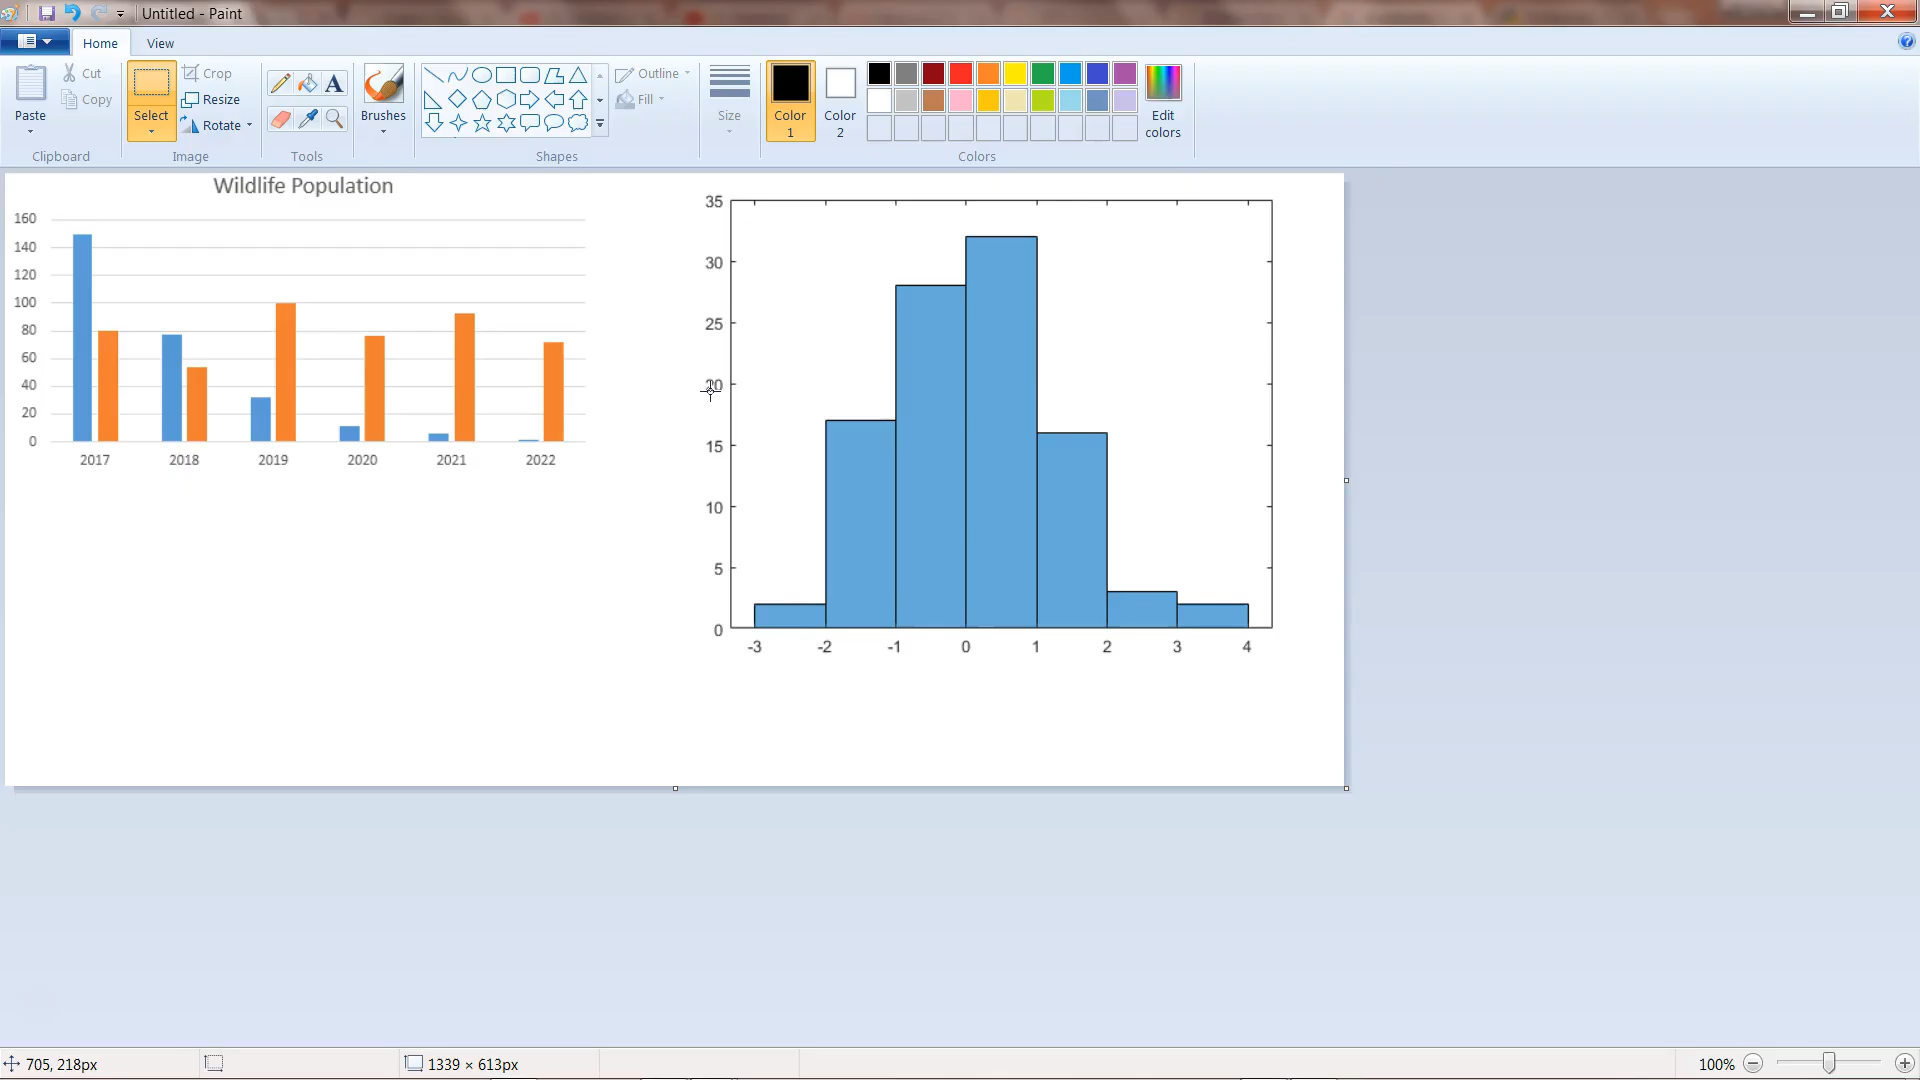 Untitled - Paint
Home View
Paste
Cut
Copy
Clipboard
Select
Crop
Resize
Rotate
Image
A
Tools
Brushes
Shapes
Outline
Fill
Size
Color 1
Color 2
Edit colors
Colors
Wildlife Population
160
140
120
100
80
60
40
20
0
2017 2018 2019 2020 2021 2022
35
30
25
20
15
10
5
0
-3 -2 -1 0 1 2 3 4
705, 218px
1339 × 613px
100%